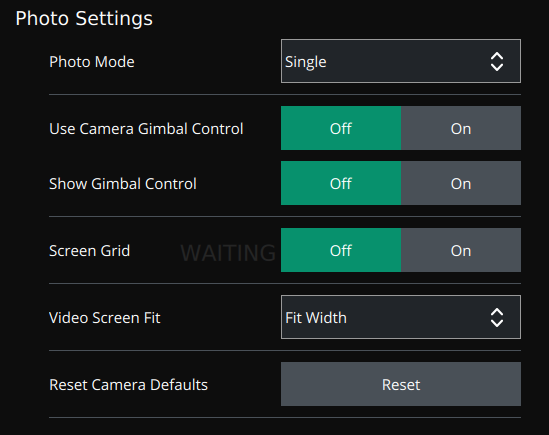 Photo Settings
Photo Mode Single
Use Camera Gimbal Control Off On
Show Gimbal Control Off On
Screen Grid WAITING Off On
Video Screen Fit Fit Width
Reset Camera Defaults Reset